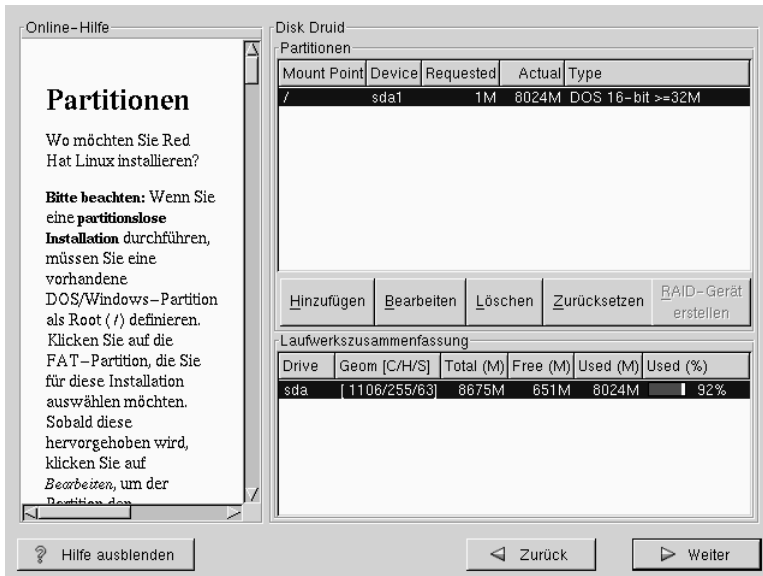 Online-Hilfe
Partitionen
Wo möchten Sie Red
Hat Linux installieren?
Bitte beachten: Wenn Sie
eine partitionslose
Installation durchführen,
müssen Sie eine
vorhandene
DOS/Windows-Partition
als Root (/) definieren.
Klicken Sie auf die
FAT-Partition, die Sie
für diese Installation
auswählen möchten.
Sobald diese
hervorgehoben wird,
klicken Sie auf
Bearbeiten, um der
Partition den
Disk Druid
Partitionen
Mount Point Device Requested Actual Type
/ sda1 1M 8024M DOS 16-bit >=32M
Hinzufügen Bearbeiten Löschen Zurücksetzen RAID-Gerät
erstellen
Laufwerkszusammenfassung
Drive Geom [C/H/S] Total (M) Free (M) Used (M) Used (%)
sda [ 1106/255/63] 8675M 651M 8024M 92%
Hilfe ausblenden Zurück Weiter